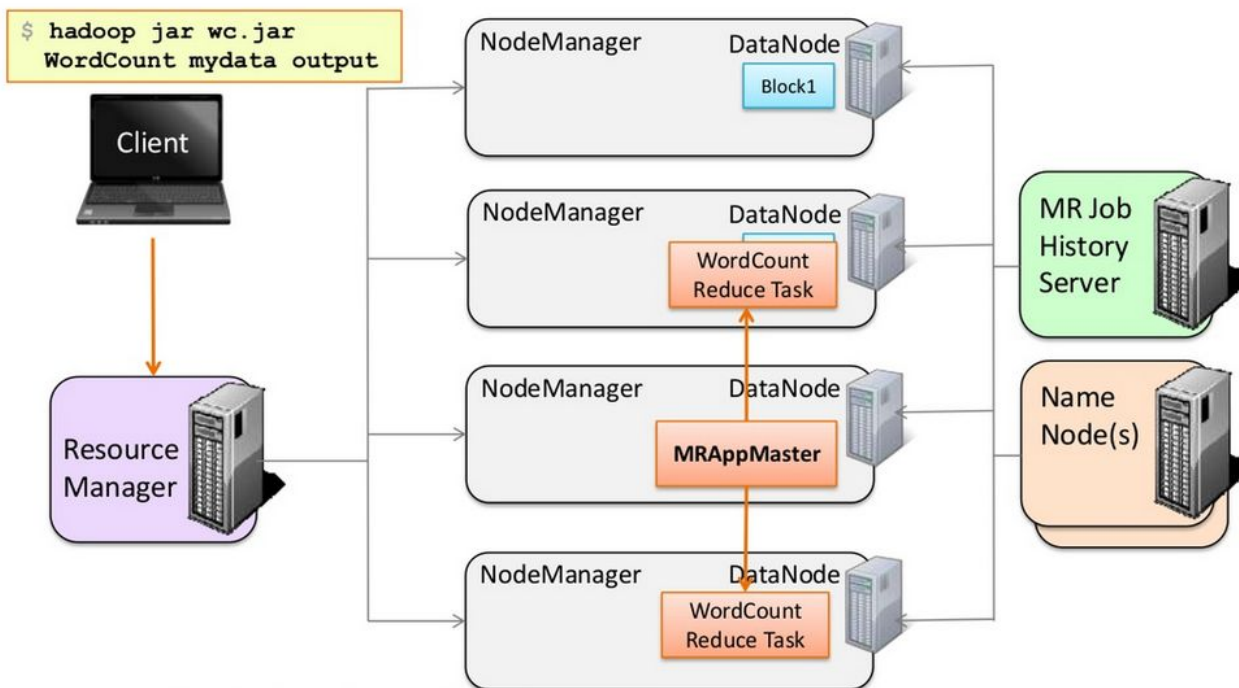 $ hadoop jar wc.jar
WordCount mydata output
Client
Resource
Manager
NodeManager
DataNode
Block1
NodeManager
DataNode
WordCount
Reduce Task
NodeManager
DataNode
MRAppMaster
NodeManager
DataNode
WordCount
Reduce Task
MR Job
History
Server
Name
Node(s)